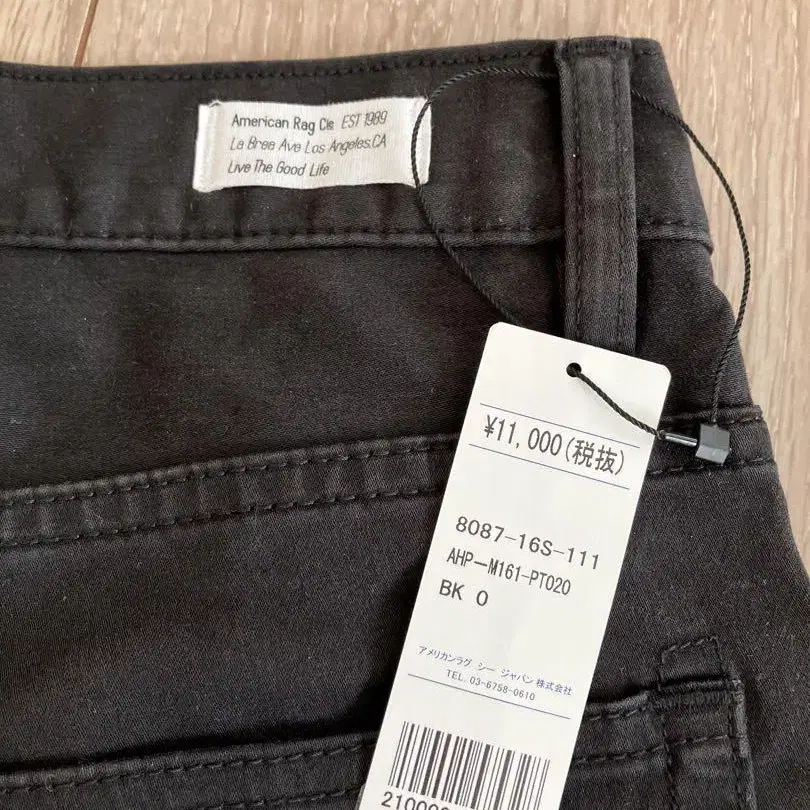 American Rag Cie EST 1989
La Brea Ave Los Angeles.CA
Live The Good Life
¥11,000(税抜)
8087-16S-111
AHP-M161-PT020
BK 0
アメリカンラグ シー ジャパン株式会社
TEL. 03-6758-0610